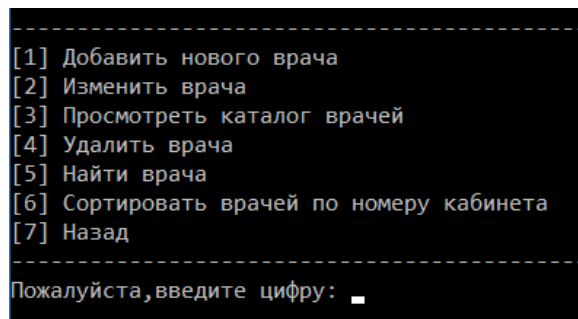 --------------------------------------------
[1] Добавить нового врача
[2] Изменить врача
[3] Просмотреть каталог врачей
[4] Удалить врача
[5] Найти врача
[6] Сортировать врачей по номеру кабинета
[7] Назад
--------------------------------------------
Пожалуйста,введите цифру: